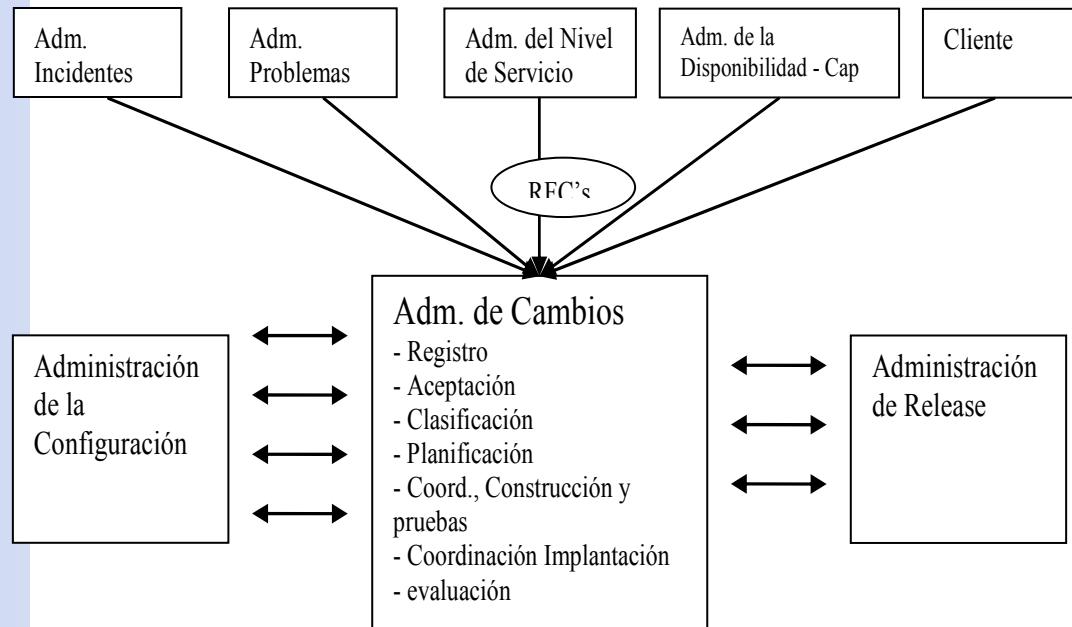 Adm.
Incidentes
Adm.
Problemas
Adm. del Nivel
de Servicio
Adm. de la
Disponibilidad - Cap
Cliente
RFC’s
Adm. de Cambios
- Registro
- Aceptación
- Clasificación
- Planificación
- Coord., Construcción y
pruebas
- Coordinación Implantación
- evaluación
Administración
de la
Configuración
Administración
de Release